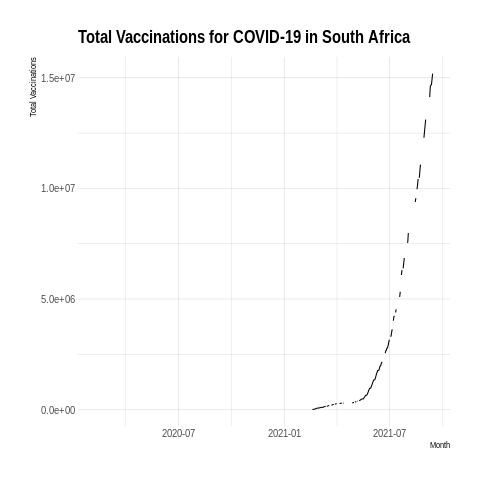 Total Vaccinations for COVID-19 in South Africa
Total Vaccinations
1.5e+07
1.0e+07
5.0e+06
0.0e+00
2020-07
2021-01
2021-07
Month